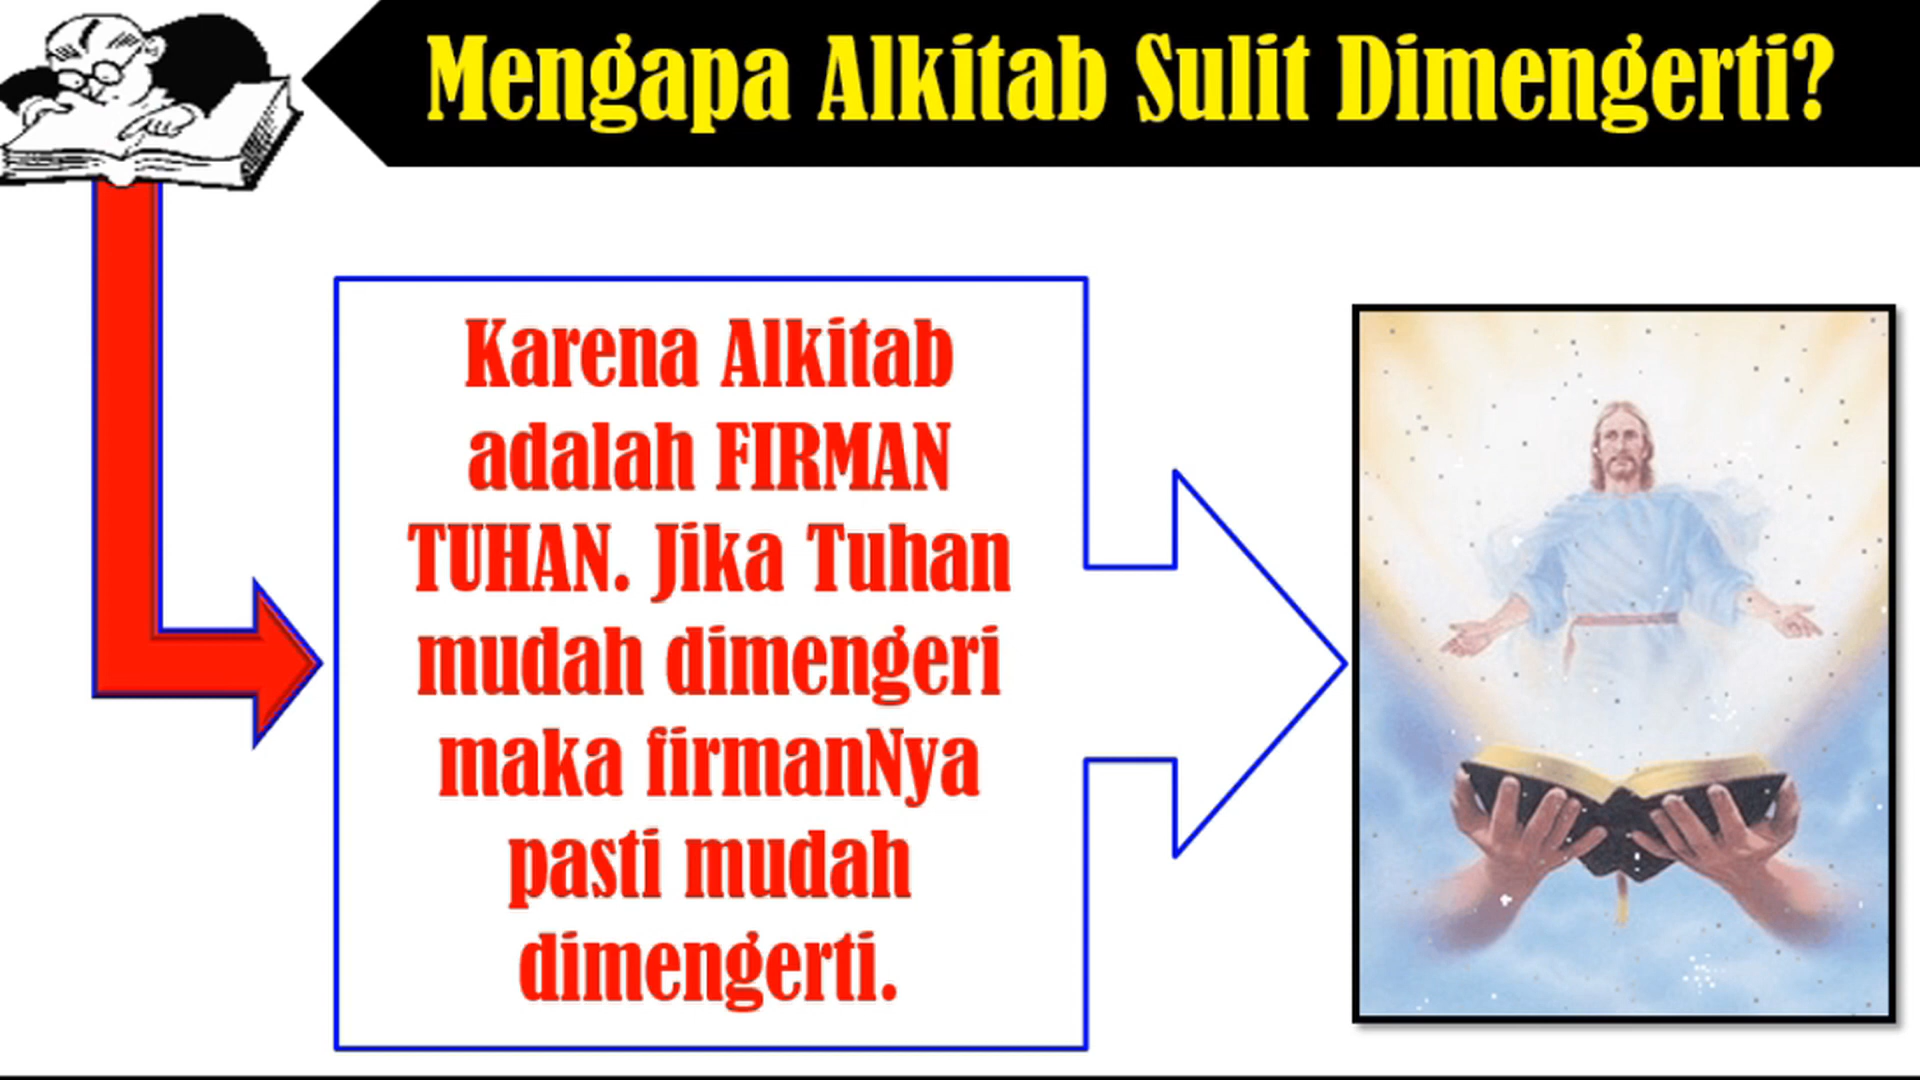 Mengapa Alkitab Sulit Dimengerti?
Karena Alkitab
adalah FIRMAN
TUHAN. Jika Tuhan
mudah dimengeri
maka firmanNya
pasti mudah
dimengerti.